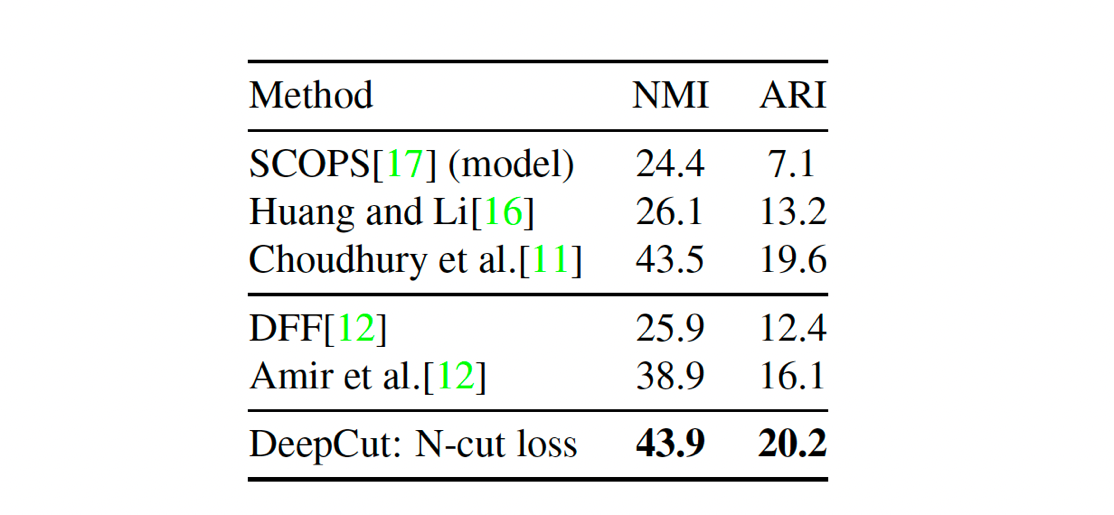 Method NMI ARI
SCOPS[17] (model) 24.4 7.1
Huang and Li[16] 26.1 13.2
Choudhury et al.[11] 43.5 19.6
DFF[12] 25.9 12.4
Amir et al.[12] 38.9 16.1
DeepCut: N-cut loss 43.9 20.2